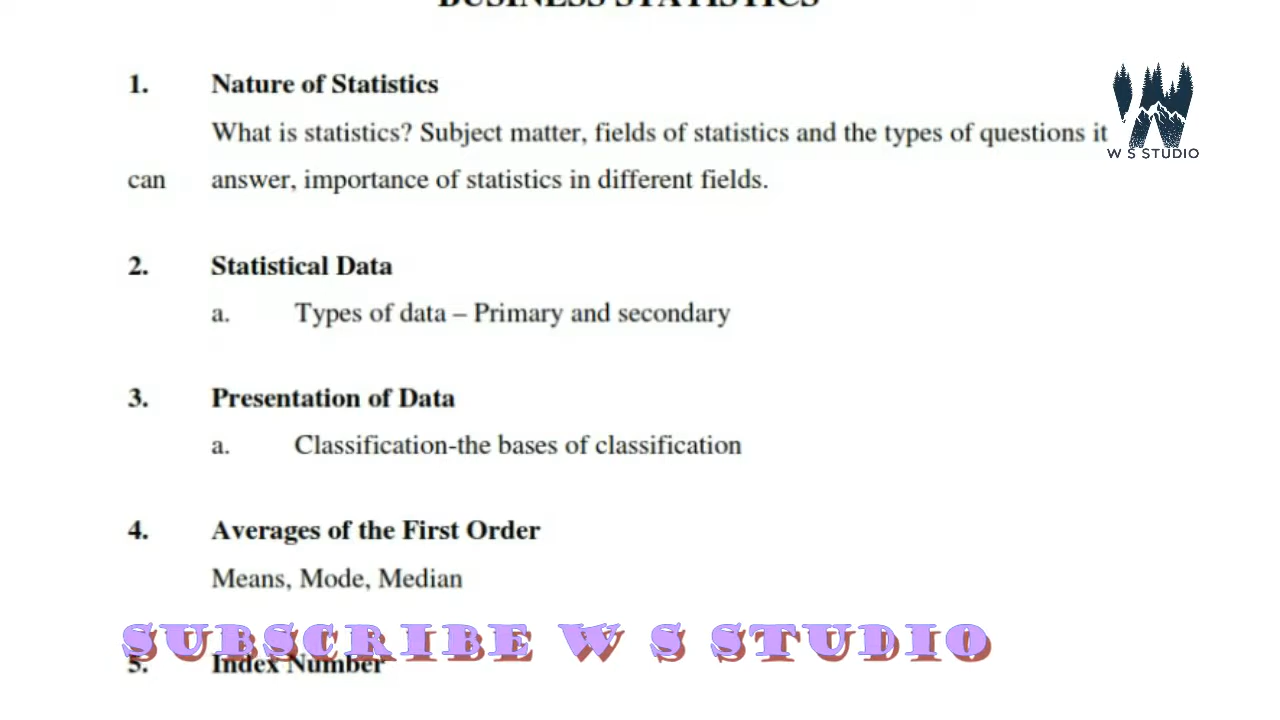 BUSINESS STATISTICS
1. Nature of Statistics
What is statistics? Subject matter, fields of statistics and the types of questions it
can answer, importance of statistics in different fields.
W S STUDIO
2. Statistical Data
a. Types of data – Primary and secondary
3. Presentation of Data
a. Classification-the bases of classification
4. Averages of the First Order
Means, Mode, Median
SUBSCRIBE W S STUDIO
5. Index Number